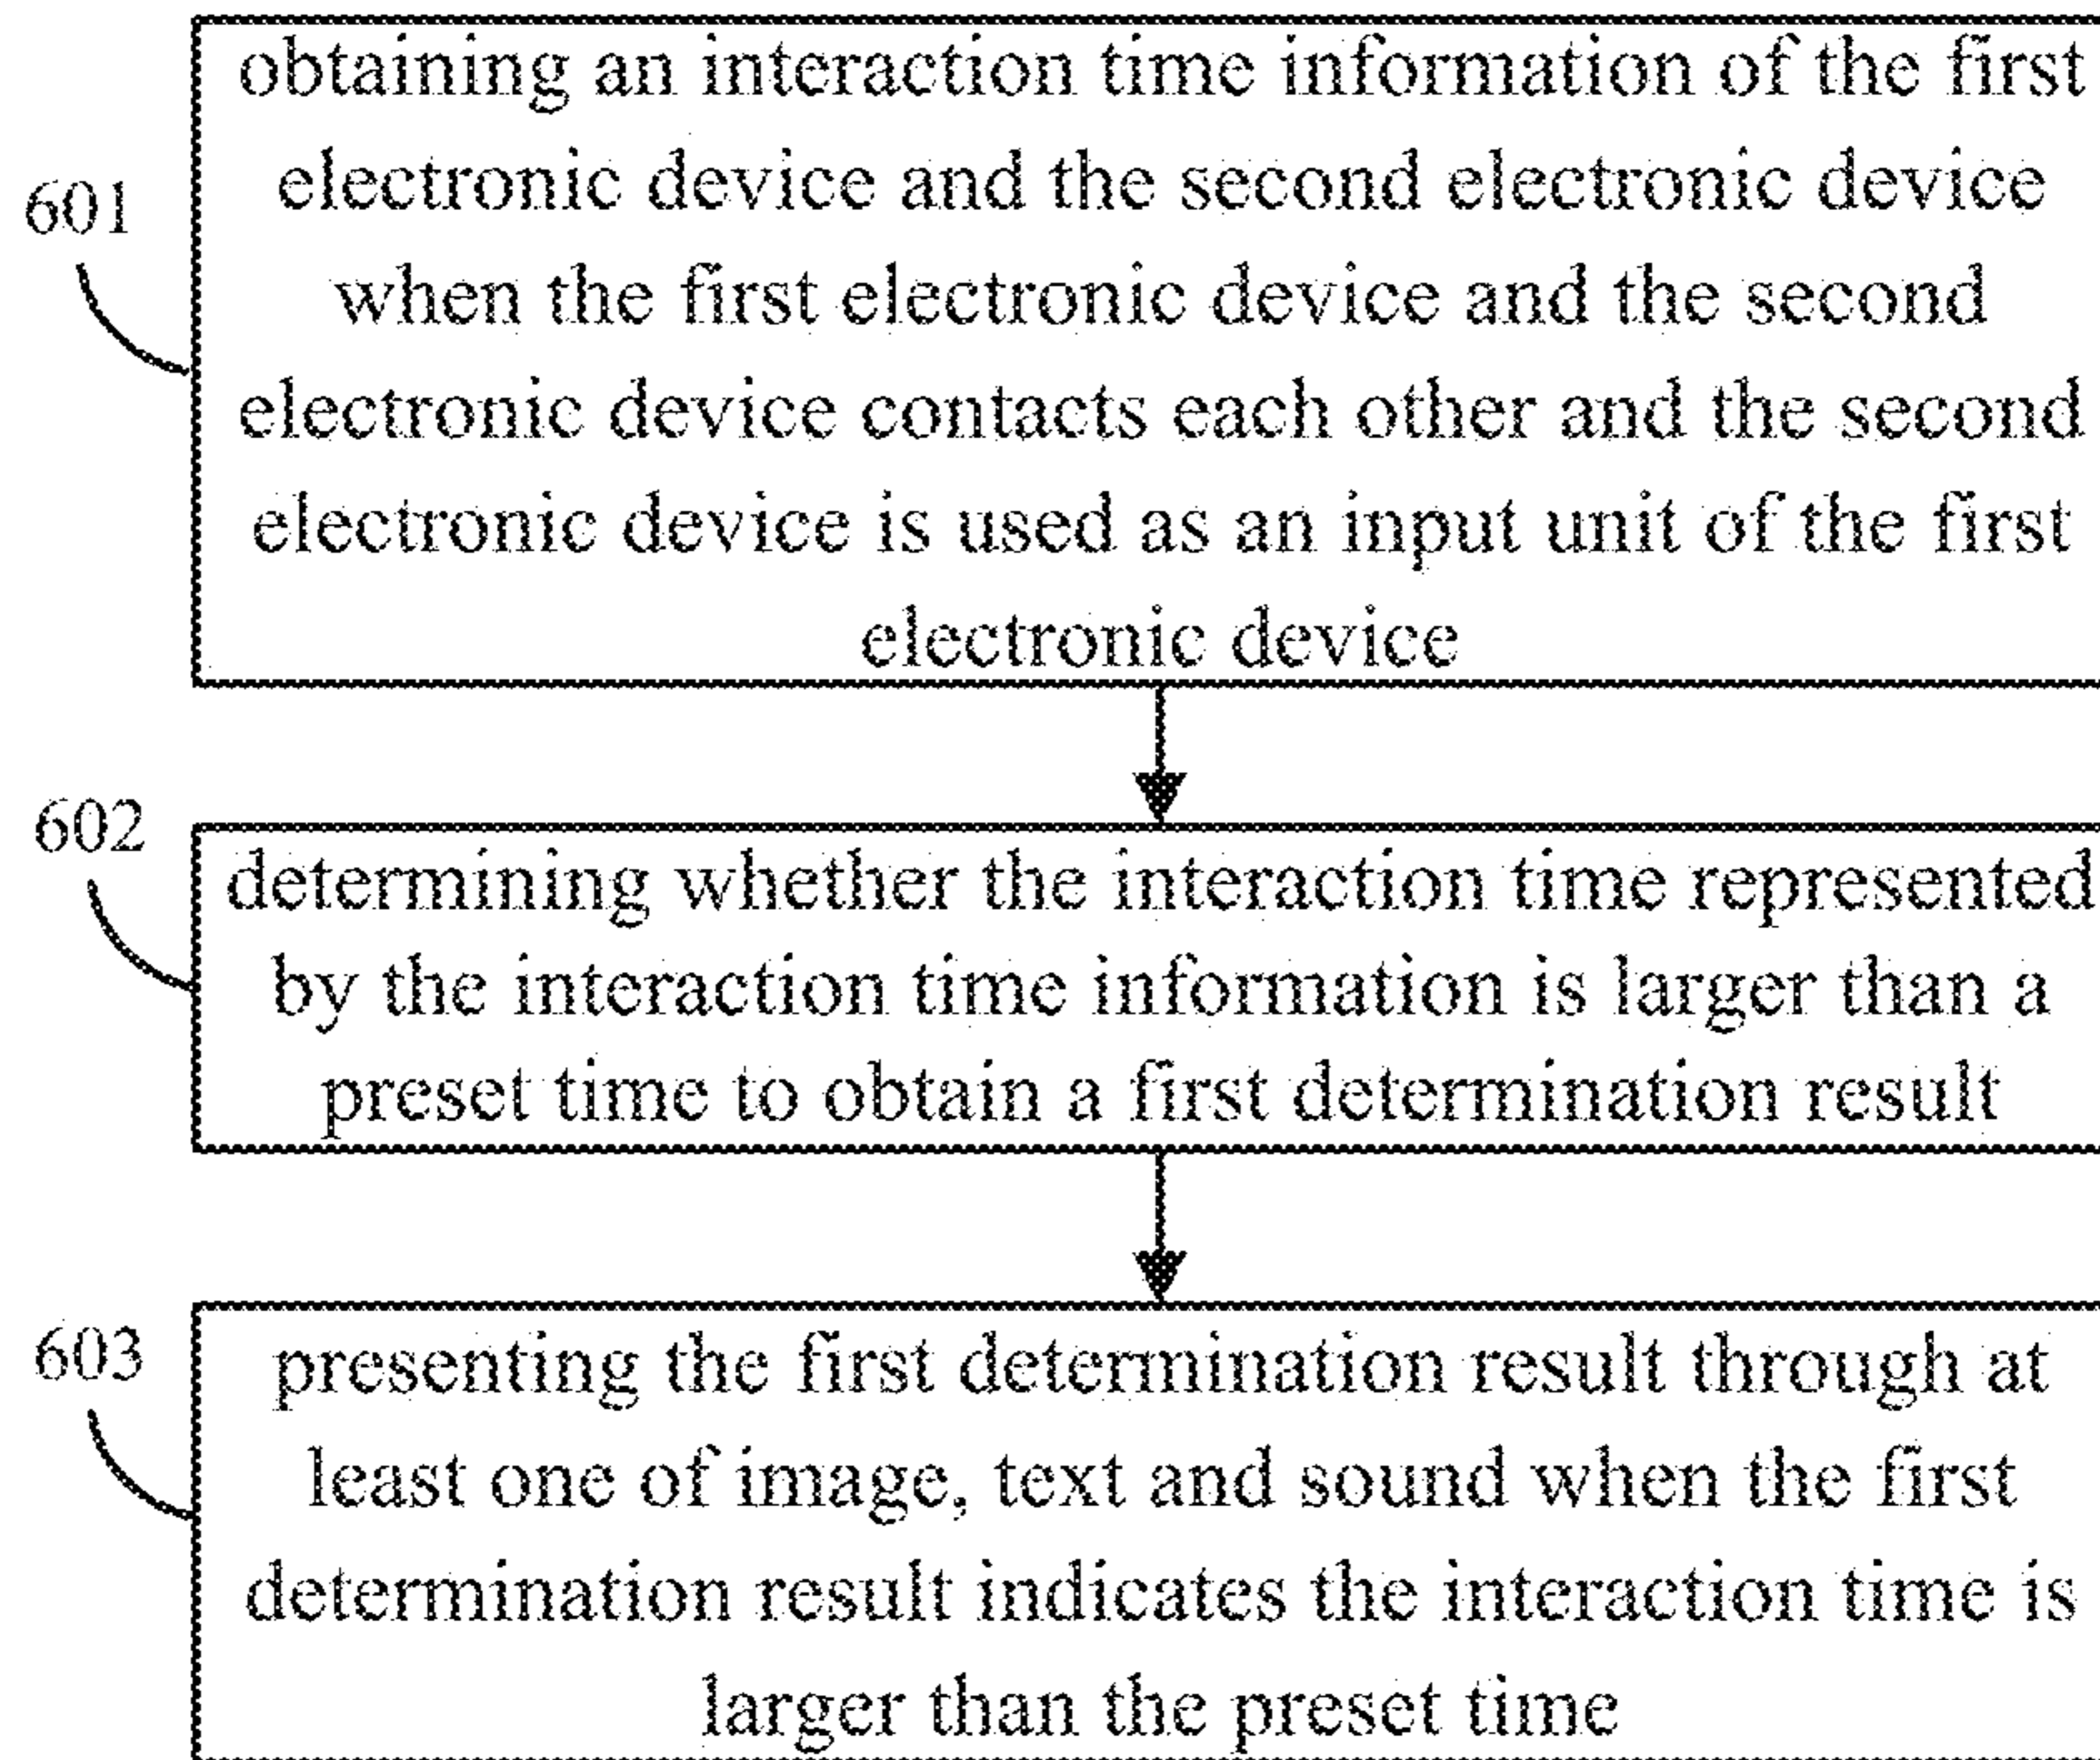 obtaining an interaction time information of the first
electronic device and the second electronic device
601
when the first electronic device and the second
electronic device contacts each other and the second
electronic device is used as an input unit of the first
electronic device
602
determining whether the interaction time represented
by the interaction time information is larger than a
preset time to obtain a first determination result
603
presenting the first determination result through at
least one of image, text and sound when the first
determination result indicates the interaction time is
larger than the preset time